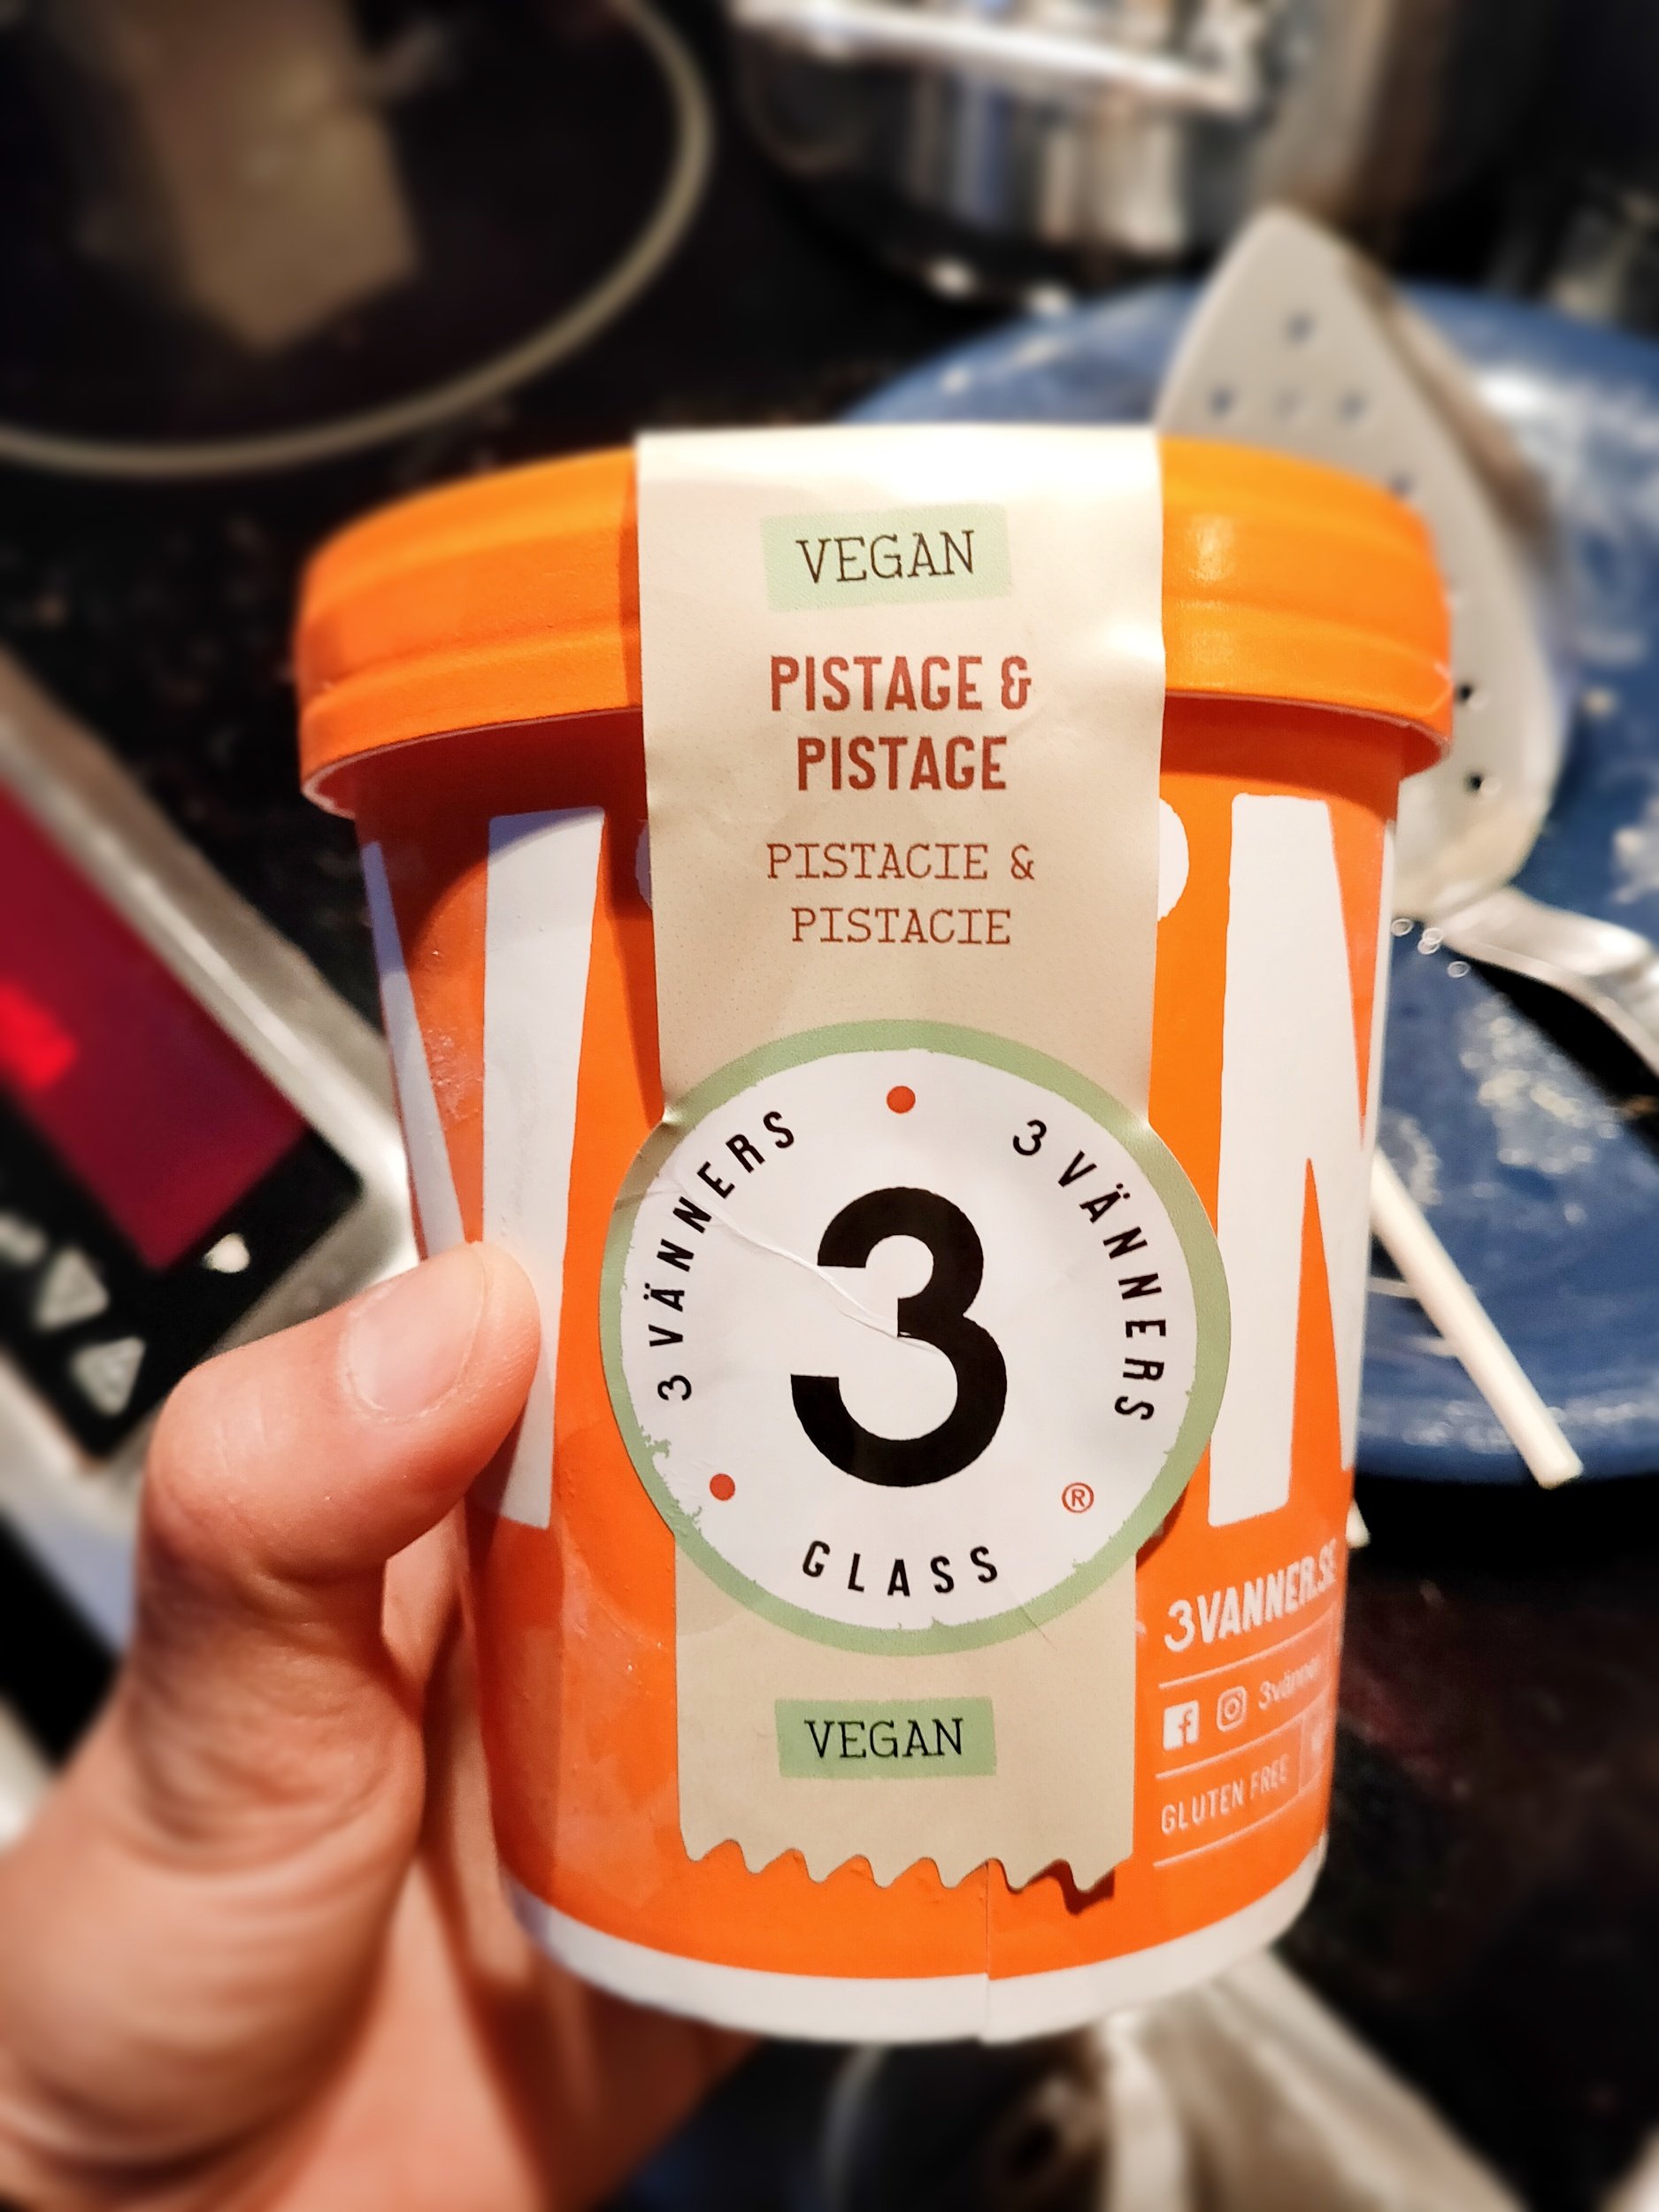 VEGAN
PISTAGE &
PISTAGE
PISTACIE &
PISTACIE
3 VÄNNERS
3 VÄNNERS
3
®
GLASS
VEGAN
3VANNER.SE
GLUTEN FREE